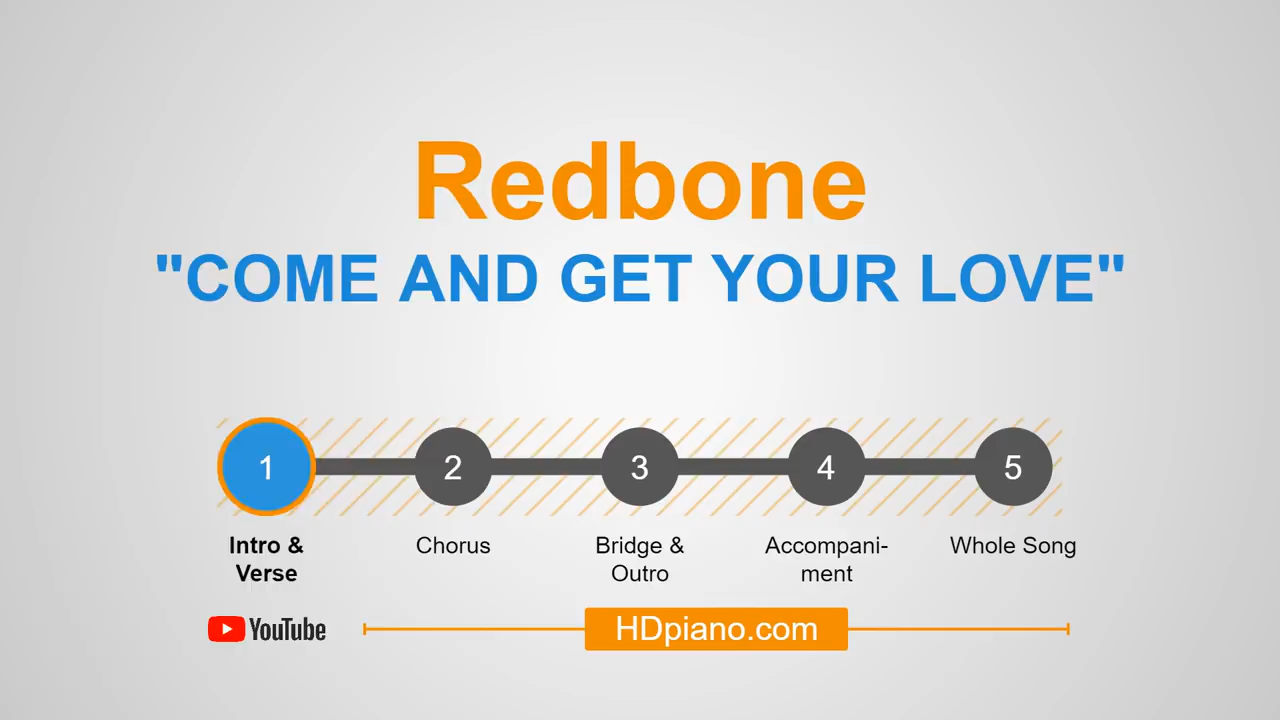 Redbone
"COME AND GET YOUR LOVE"
1 2 3 4 5
Intro & Verse
Chorus
Bridge & Outro
Accompani-
ment
Whole Song
YouTube
HDpiano.com